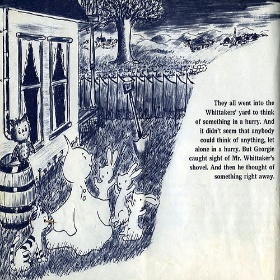 They all went into the
Whittakers' yard to think
of something in a hurry. And
it didn't seem that anybody
could think of anything, let
alone in a hurry. But Georgie
caught sight of Mr. Whittaker's
shovel. And then he thought of
something right away.